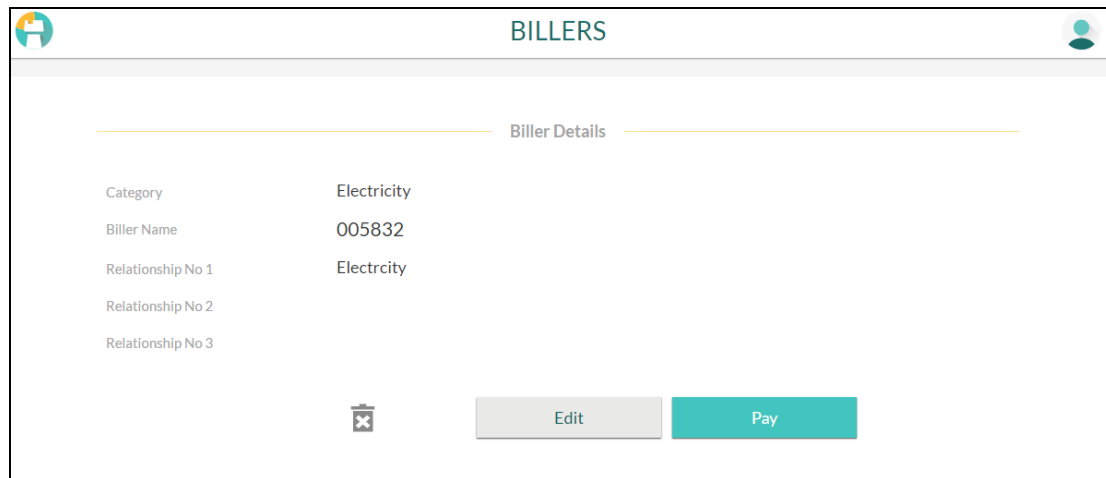 BILLERS
Biller Details
Category Electricity
Biller Name 005832
Relationship No 1 Electrcity
Relationship No 2
Relationship No 3
Edit Pay